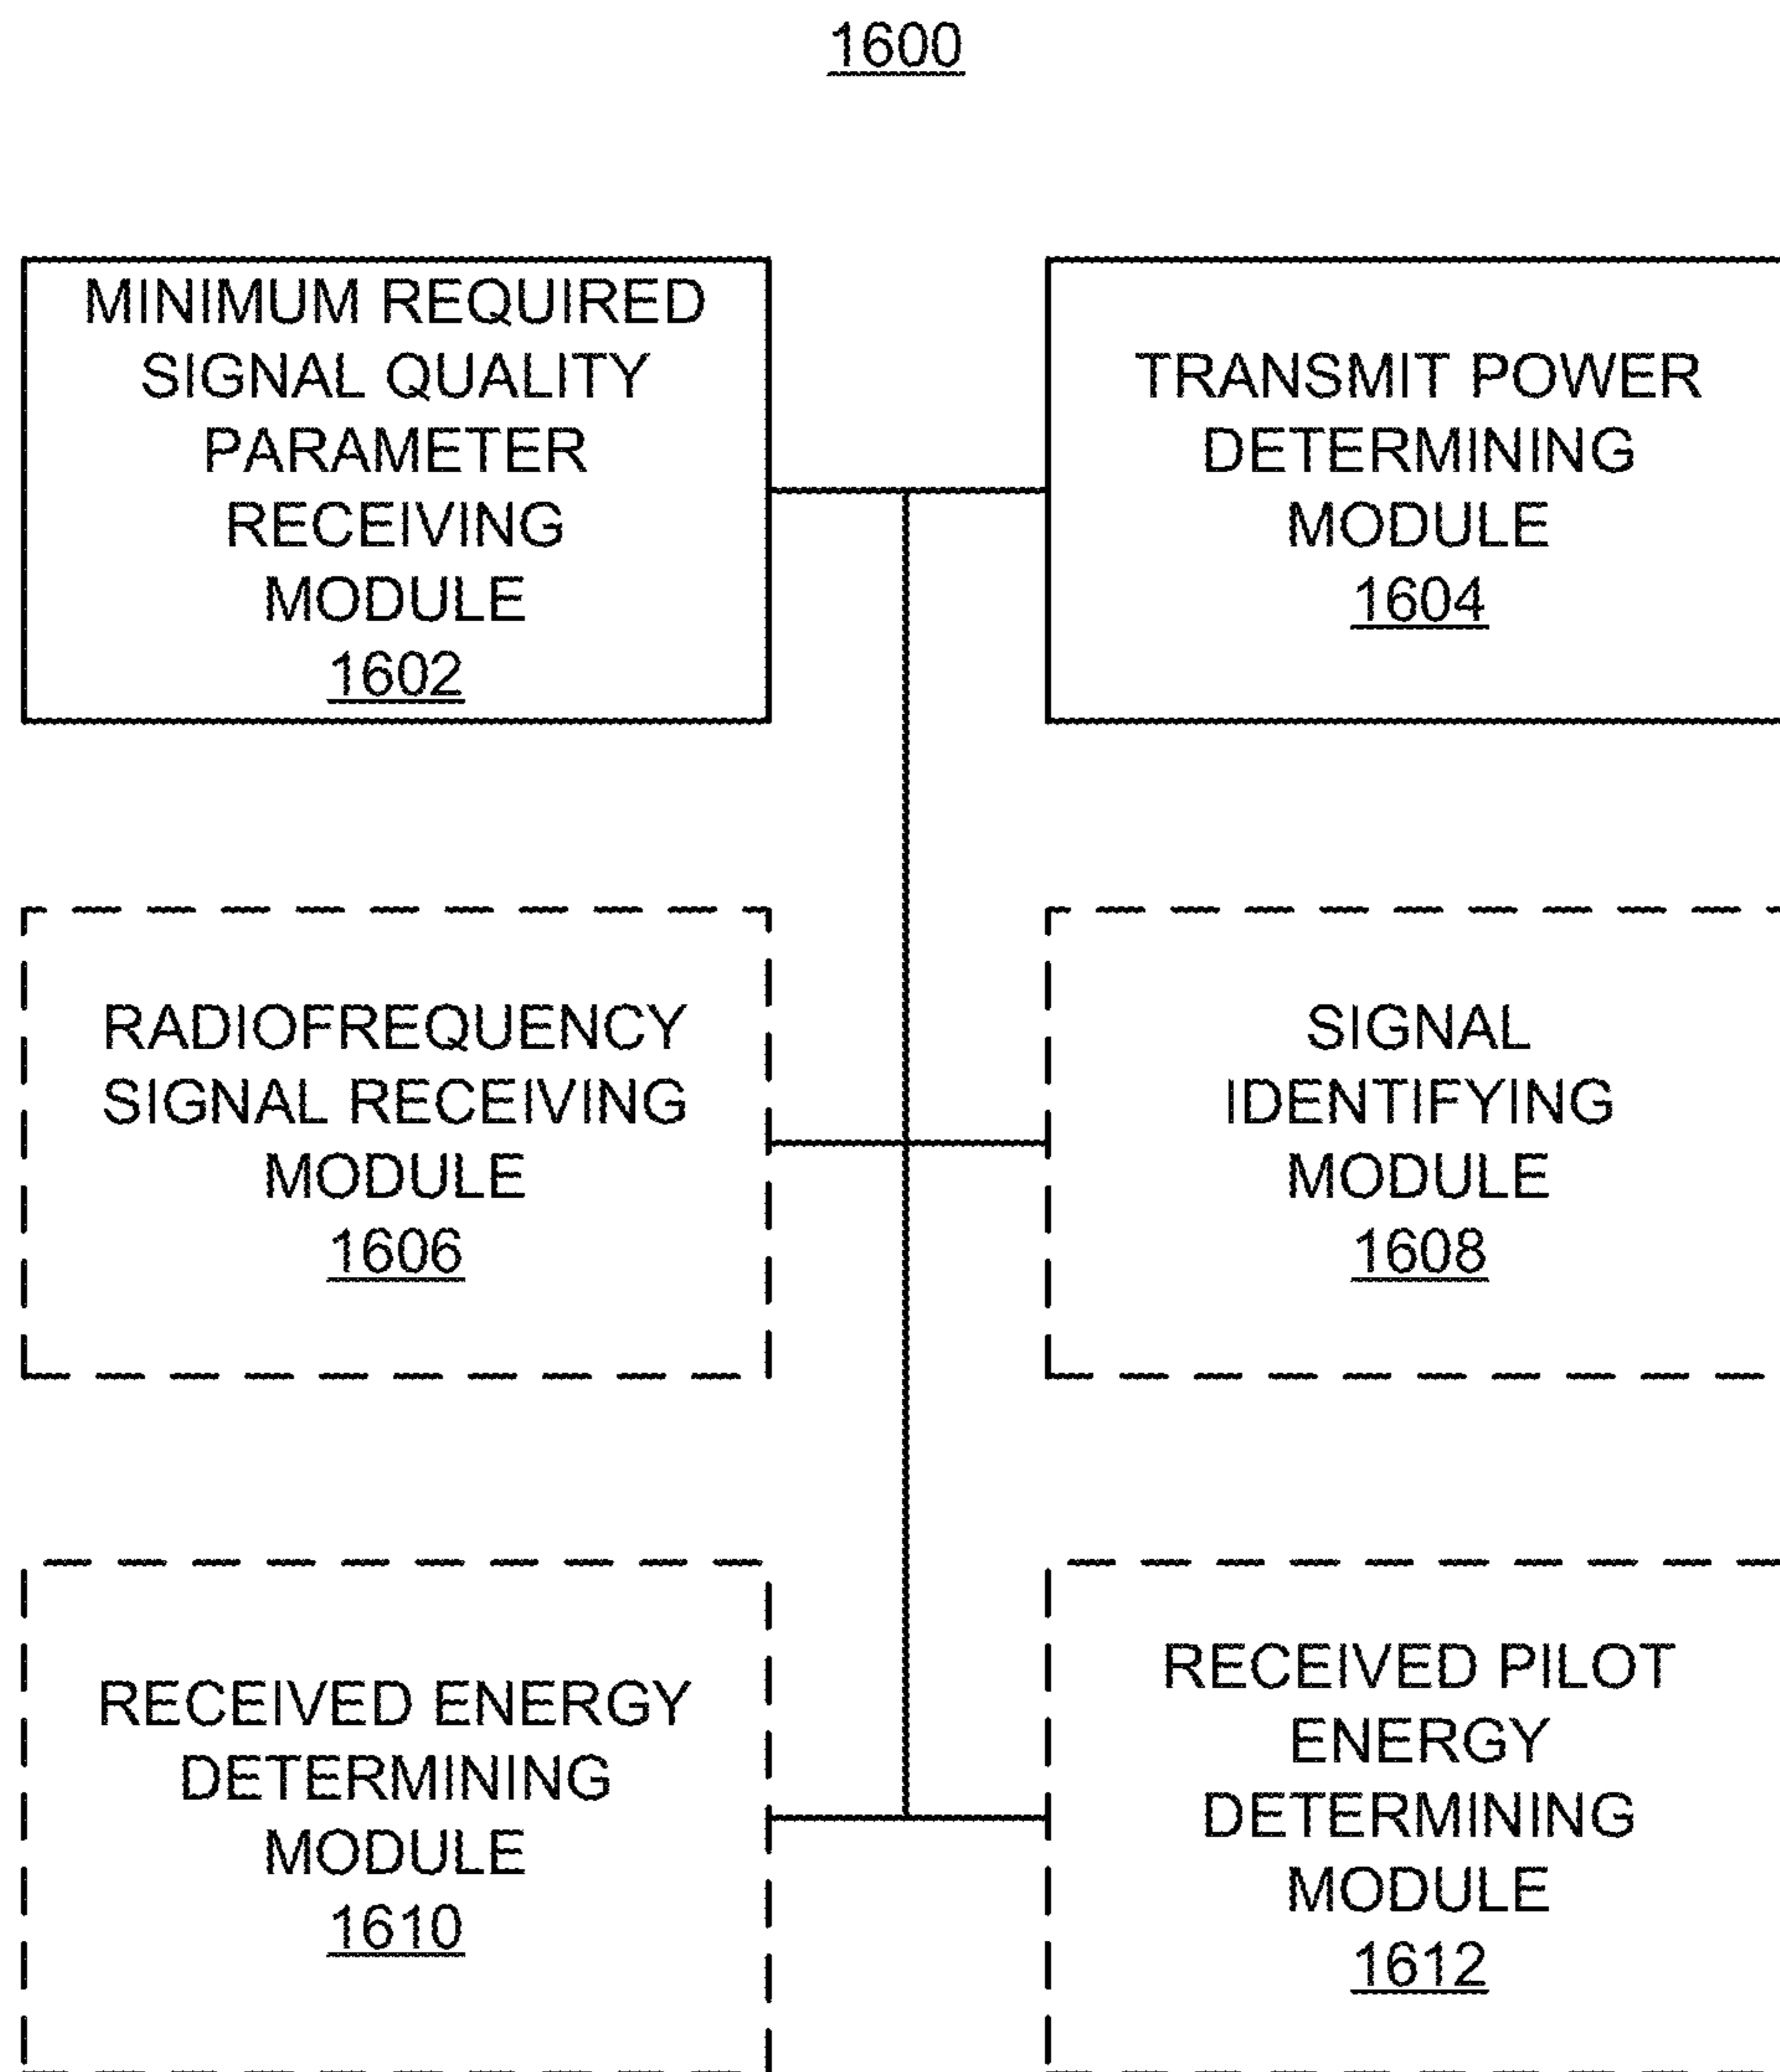 1600
MINIMUM REQUIRED
SIGNAL QUALITY
PARAMETER
RECEIVING
MODULE
1602
TRANSMIT POWER
DETERMINING
MODULE
1604
RADIOFREQUENCY
SIGNAL RECEIVING
MODULE
1606
SIGNAL
IDENTIFYING
MODULE
1608
RECEIVED ENERGY
DETERMINING
MODULE
1610
RECEIVED PILOT
ENERGY
DETERMINING
MODULE
1612